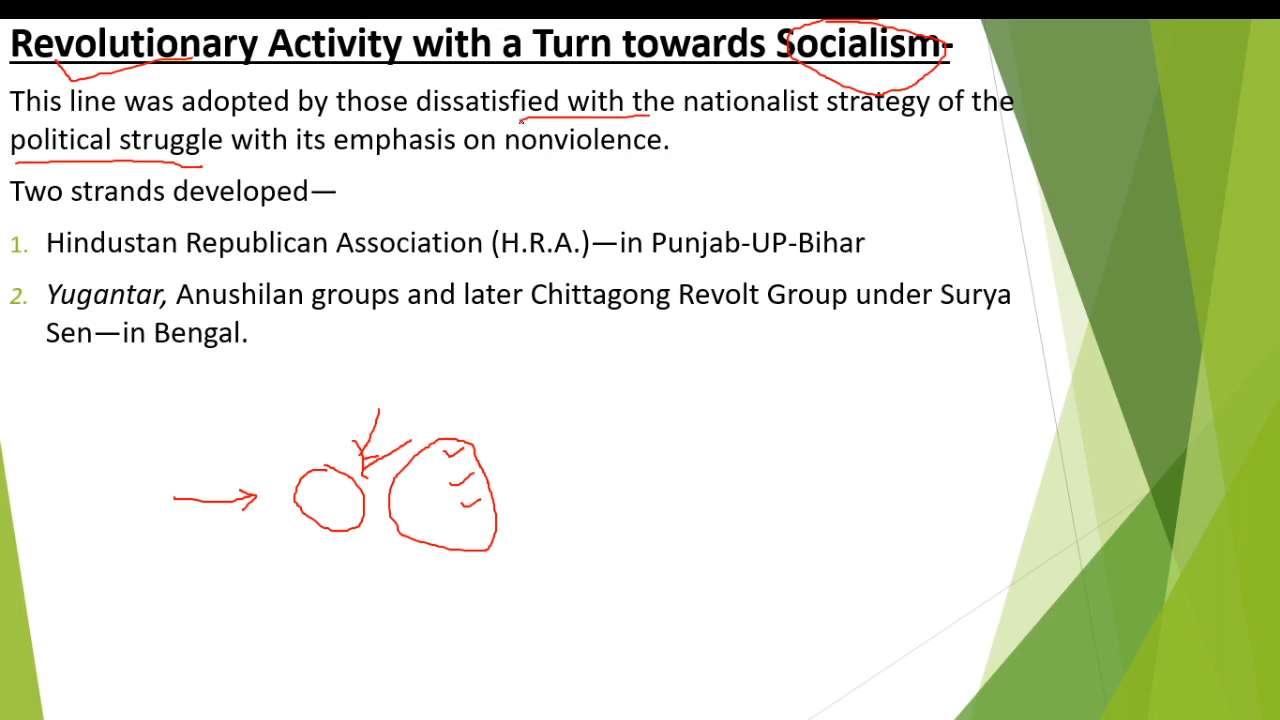 Revolutionary Activity with a Turn towards Socialism-
This line was adopted by those dissatisfied with the nationalist strategy of the
political struggle with its emphasis on nonviolence.
Two strands developed—
1. Hindustan Republican Association (H.R.A.)—in Punjab-UP-Bihar
2. Yugantar, Anushilan groups and later Chittagong Revolt Group under Surya
Sen—in Bengal.